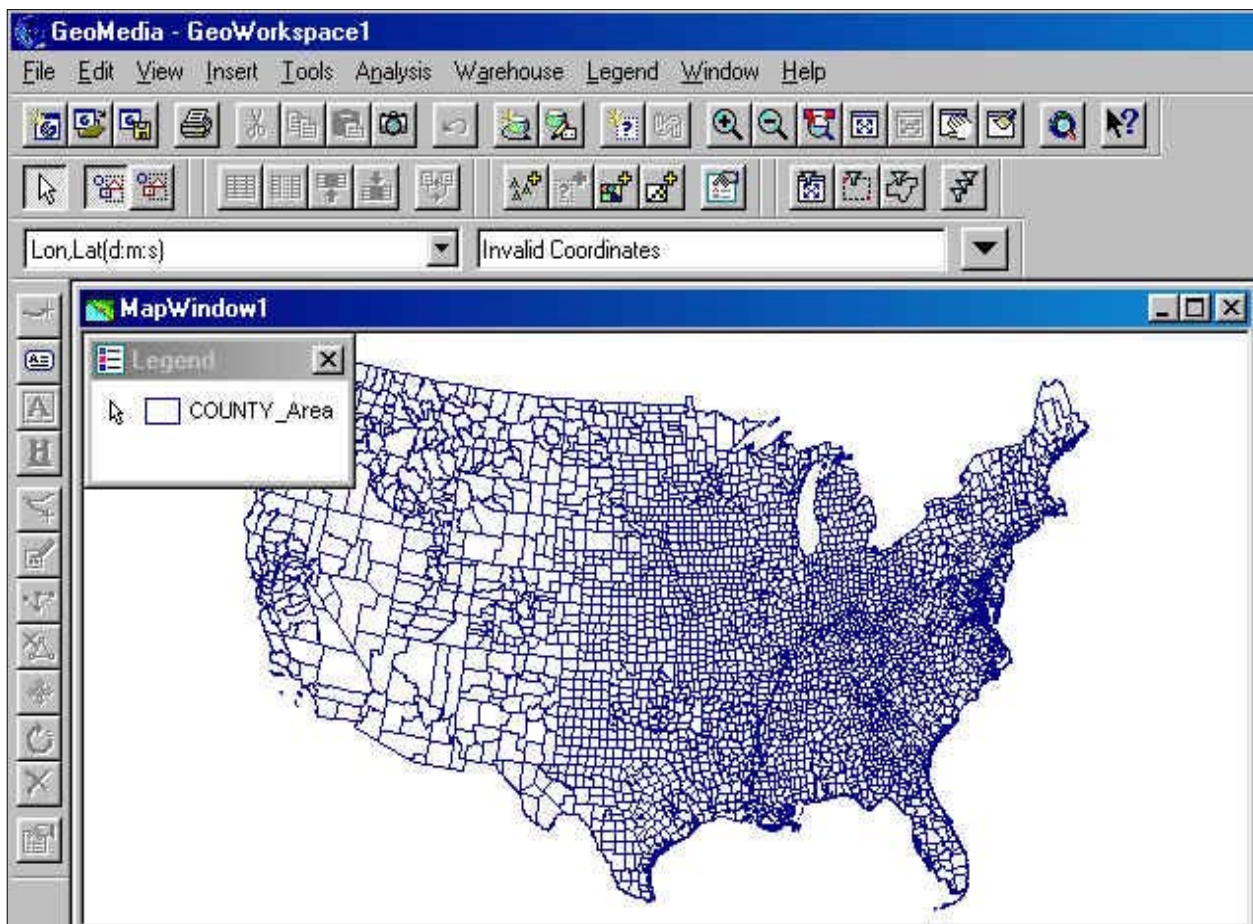 GeoMedia - GeoWorkspace1
File Edit View Insert Tools Analysis Warehouse Legend Window Help
Lon,Lat(d:m:s) Invalid Coordinates
MapWindow1
Legend
COUNTY_Area